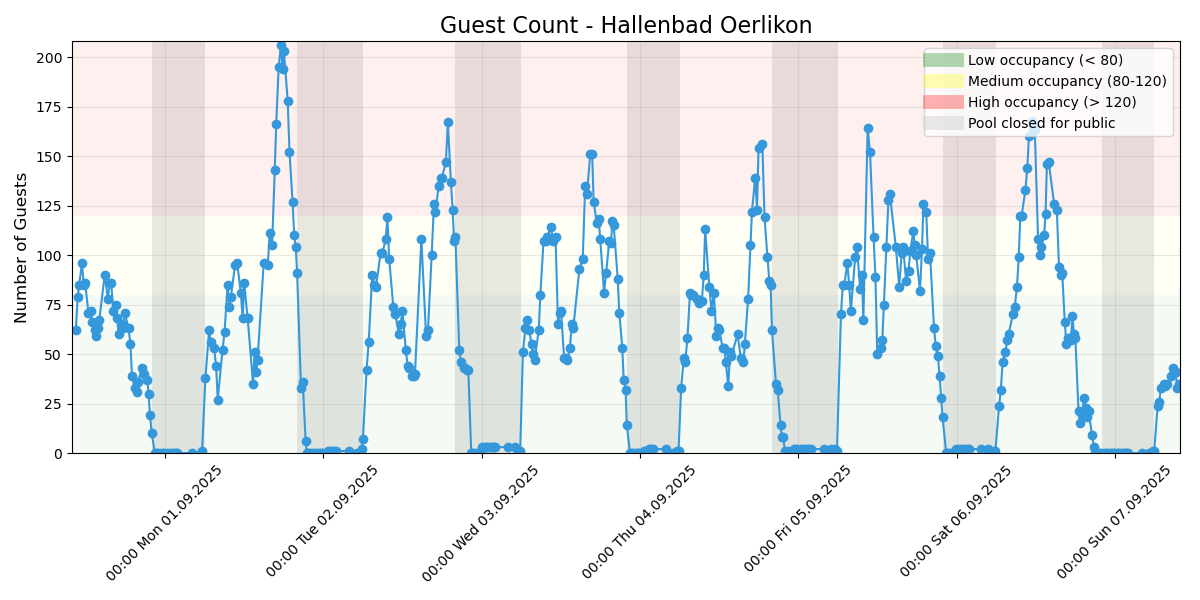 Guest Count - Hallenbad Oerlikon
Number of Guests
200
175
150
125
100
75
50
25
0
Low occupancy (< 80)
Medium occupancy (80-120)
High occupancy (> 120)
Pool closed for public
00:00 Mon 01.09.2025
00:00 Tue 02.09.2025
00:00 Wed 03.09.2025
00:00 Thu 04.09.2025
00:00 Fri 05.09.2025
00:00 Sat 06.09.2025
00:00 Sun 07.09.2025